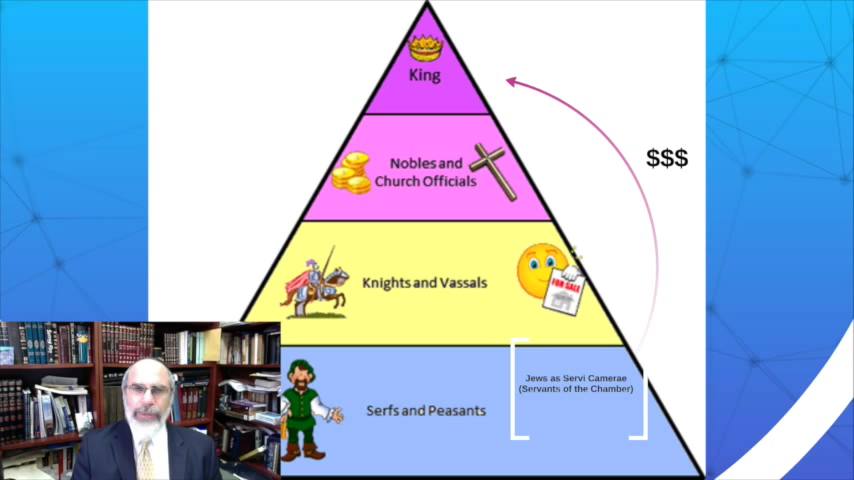 King
$$$
Nobles and
Church Officials
Knights and Vassals
FOR SALE
Jews as Servi Camerae
(Servants of the Chamber)
Serfs and Peasants